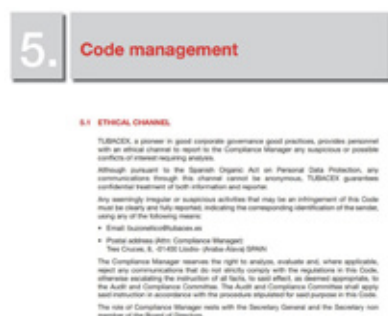 5.
Code management
5.1 ETHICAL CHANNEL
TUBACEX, a pioneer in good corporate governance good practices, provides personnel
with an ethical channel to report to the Compliance Manager any suspicious or possible
conflicts of interest requiring analysis.
Although pursuant to the Spanish Organic Act on Personal Data Protection, any
communications through this channel cannot be anonymous, TUBACEX guarantees
confidential treatment of both information and reporter.
Any seemingly irregular or suspicious activities that may be an infringement of this Code
must be clearly and fully reported, indicating the corresponding identification of the sender,
using any of the following means:
• Email: buzonetico@tubacex.es
• Postal address (Attn: Compliance Manager):
Tres Cruces, 8, -01400 Llodio- (Araba-Álava) SPAIN
The Compliance Manager reserves the right to analyse, evaluate and, where applicable,
reject any communications that do not strictly comply with the regulations in this Code,
otherwise escalating the instruction of all facts, to said effect, as deemed appropriate, to
the Audit and Compliance Committee. The Audit and Compliance Committee shall apply
said instruction in accordance with the procedure stipulated for said purpose in this Code.
The role of Compliance Manager rests with the Secretary General and the Secretary non
member of the Board of Directors.